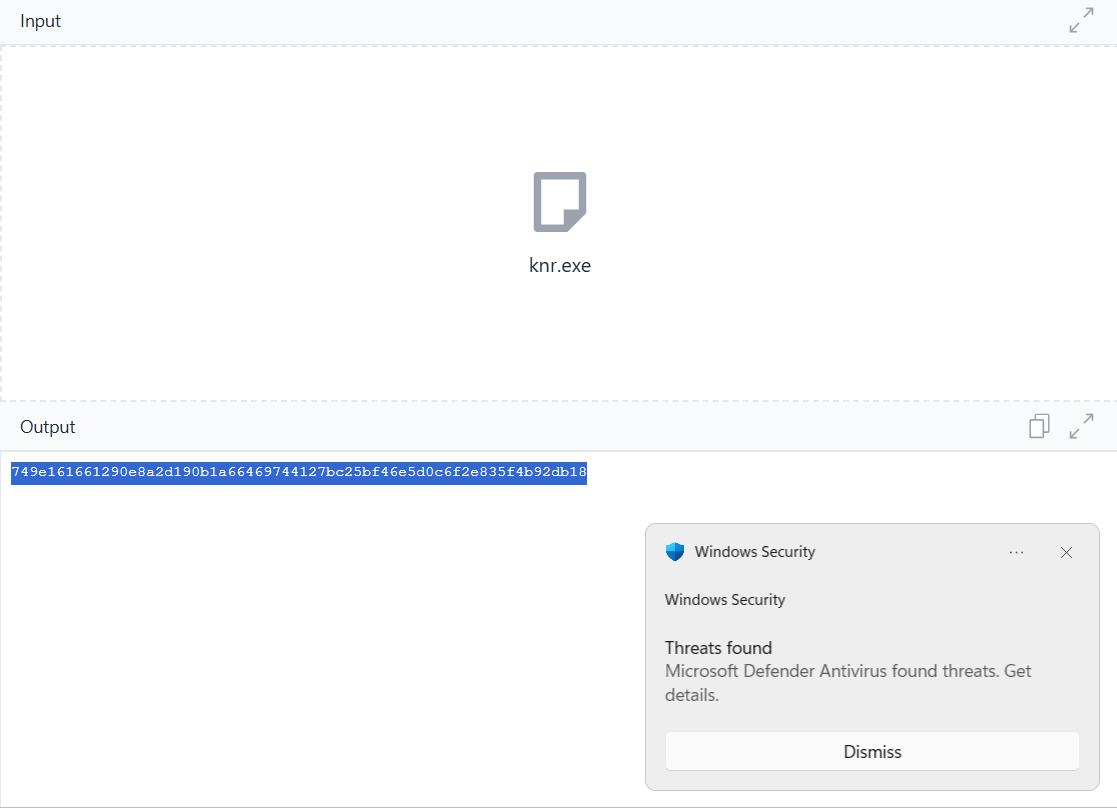 Input
knr.exe
Output
749e161661290e8a2d190b1a66469744127bc25bf46e5d0c6f2e835f4b92db18
Windows Security
Windows Security
Threats found
Microsoft Defender Antivirus found threats. Get
details.
Dismiss